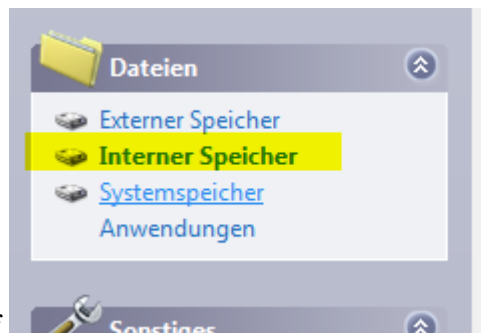 Dateien
Externer Speicher
Interner Speicher
Systemspeicher
Anwendungen
Sonstiges